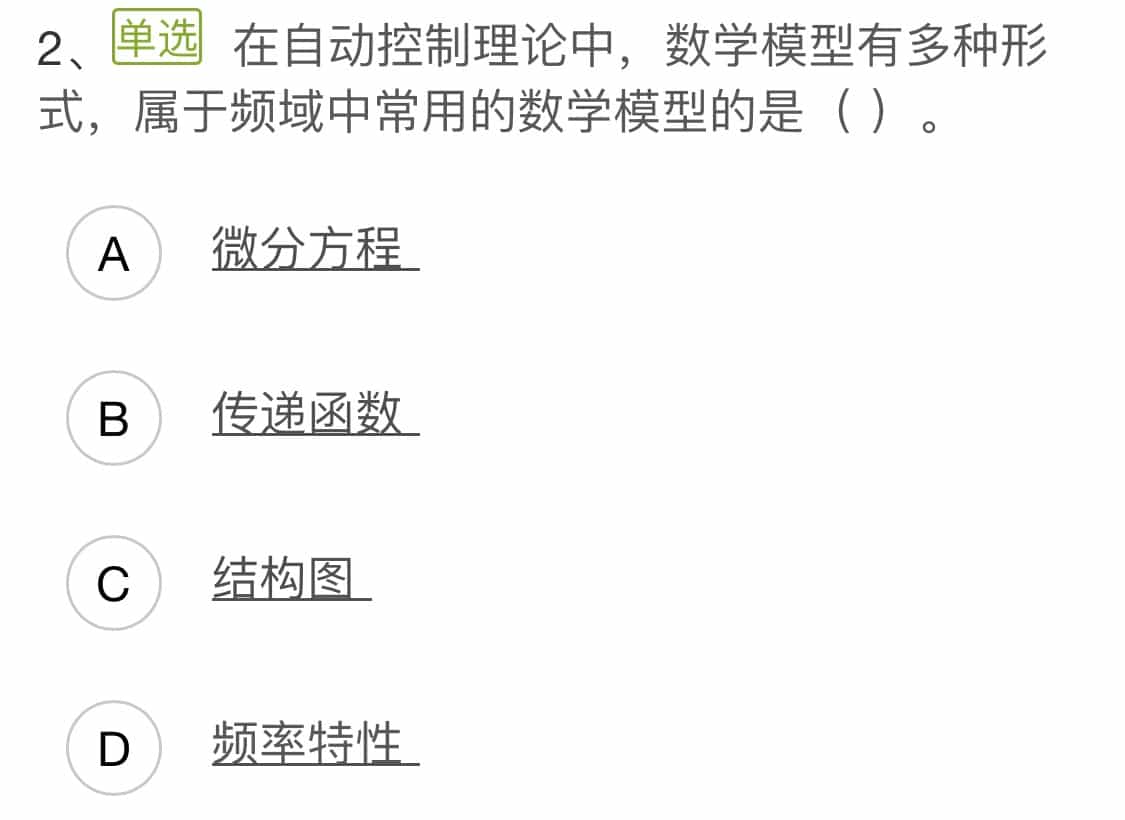 2、单选 在自动控制理论中，数学模型有多种形
式，属于频域中常用的数学模型的是（ ）。
A 微分方程
B 传递函数
C 结构图
D 频率特性